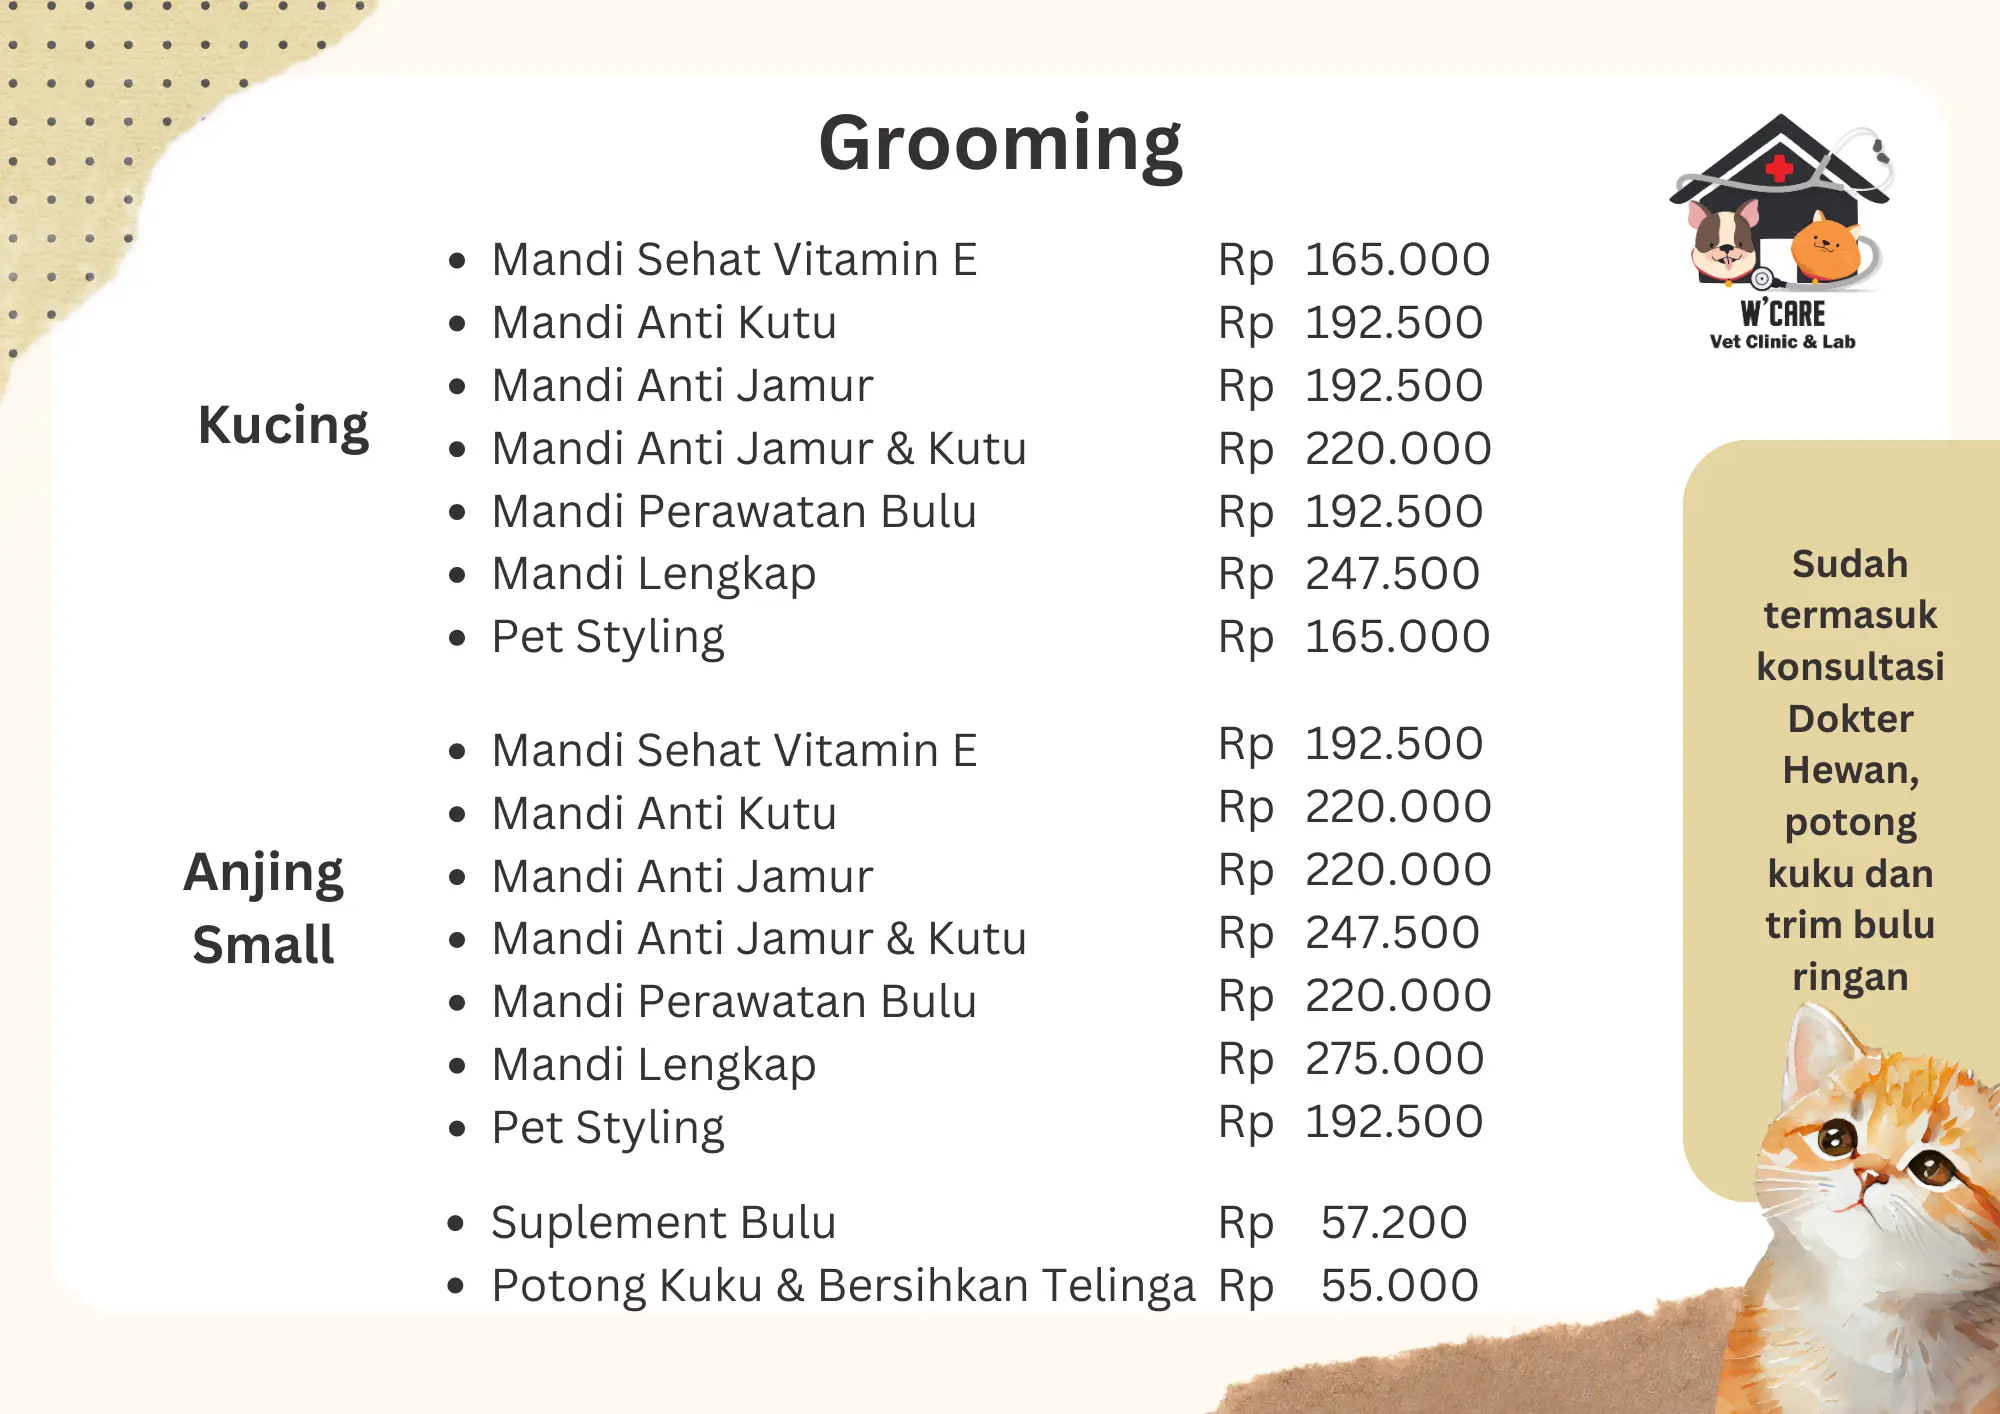 Grooming
W'CARE
Vet Clinic & Lab
Kucing
• Mandi Sehat Vitamin E Rp 165.000
• Mandi Anti Kutu Rp 192.500
• Mandi Anti Jamur Rp 192.500
• Mandi Anti Jamur & Kutu Rp 220.000
• Mandi Perawatan Bulu Rp 192.500
• Mandi Lengkap Rp 247.500
• Pet Styling Rp 165.000
Anjing
Small
• Mandi Sehat Vitamin E Rp 192.500
• Mandi Anti Kutu Rp 220.000
• Mandi Anti Jamur Rp 220.000
• Mandi Anti Jamur & Kutu Rp 247.500
• Mandi Perawatan Bulu Rp 220.000
• Mandi Lengkap Rp 275.000
• Pet Styling Rp 192.500
• Suplement Bulu Rp 57.200
• Potong Kuku & Bersihkan Telinga Rp 55.000
Sudah
termasuk
konsultasi
Dokter
Hewan,
potong
kuku dan
trim bulu
ringan